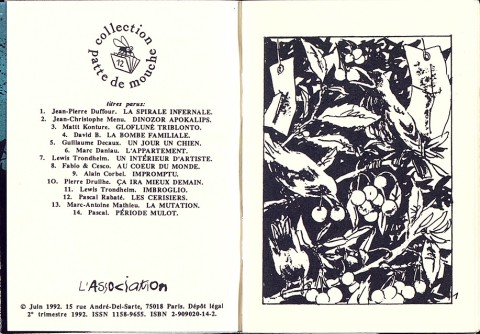 collection
patte de mouche
12
titres parus:
1. Jean-Pierre Duffour. LA SPIRALE INFERNALE.
2. Jean-Christophe Menu. DINOZOR APOKALIPS.
3. Mattt Konture. GLOFLUNÉ TRIBLONTO.
4. David B. LA BOMBE FAMILIALE.
5. Guillaume Decaux. UN JOUR UN CHIEN.
6. Marc Daniau. L'APPARTEMENT.
7. Lewis Trondheim. UN INTÉRIEUR D'ARTISTE.
8. Fabio & Cesco. AU COEUR DU MONDE.
9. Alain Corbel. IMPROMPTU.
10. Pierre Druilhe. ÇA IRA MIEUX DEMAIN.
11. Lewis Trondheim. IMBROGLIO.
12. Pascal Rabaté. LES CERISIERS.
13. Marc-Antoine Mathieu. LA MUTATION.
14. Pascal. PÉRIODE MULOT.
L'ASSOCIATION
© Juin 1992. 15 rue André-Del-Sarte, 75018 Paris. Dépôt légal
2e trimestre 1992. ISSN 1158-9655. ISBN 2-909020-14-2.
1